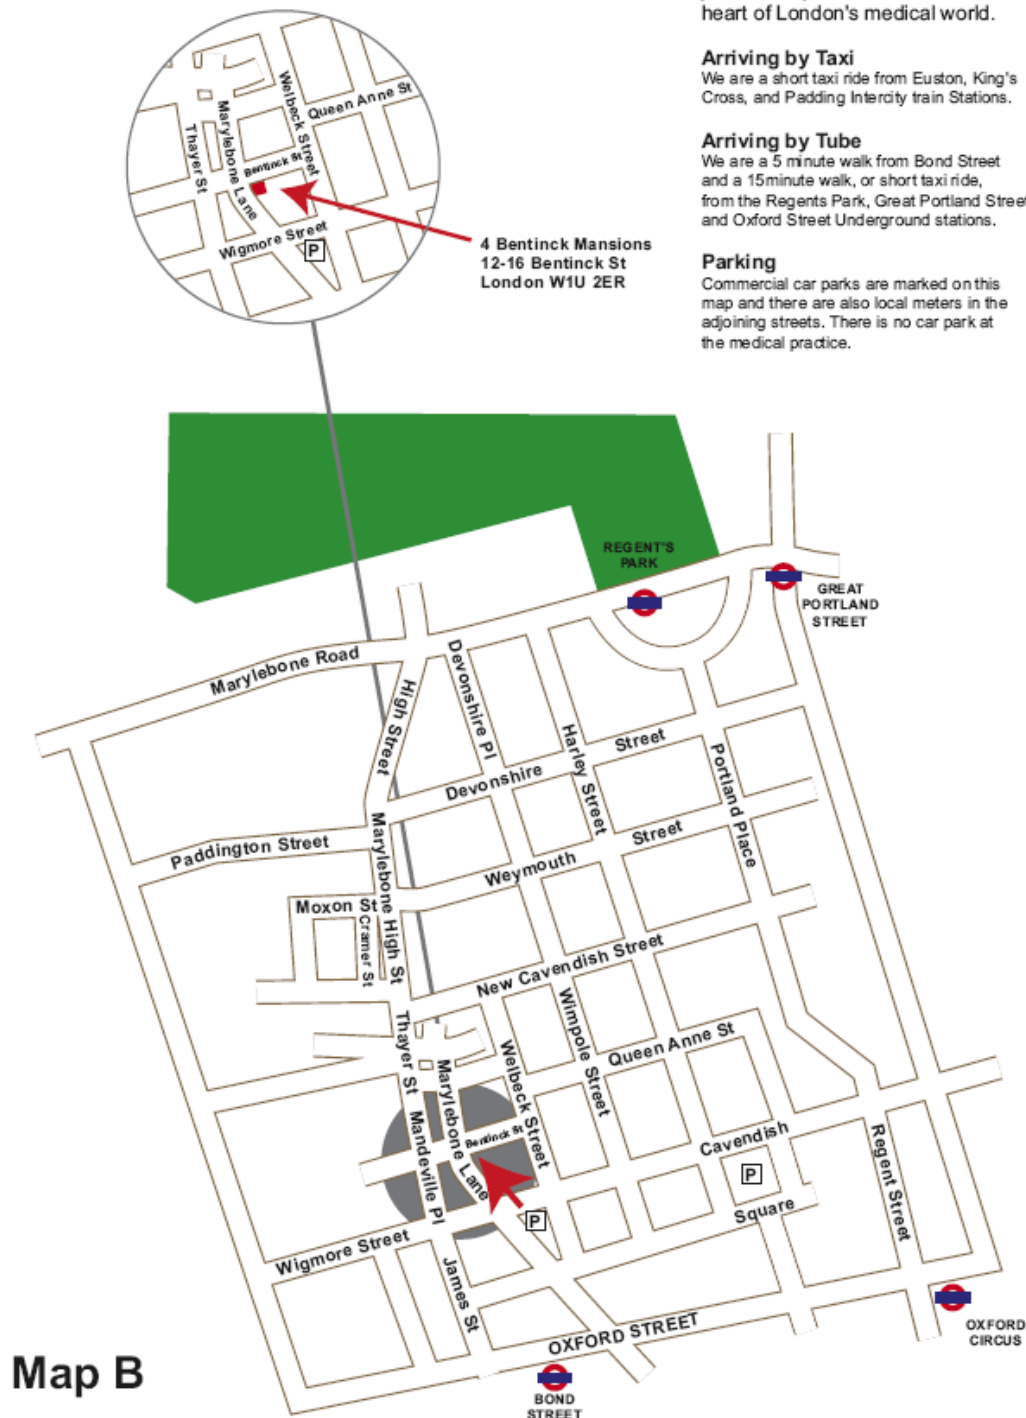 heart of London's medical world.
Arriving by Taxi
We are a short taxi ride from Euston, King's
Cross, and Padding Intercity train Stations.
Arriving by Tube
We are a 5 minute walk from Bond Street
and a 15minute walk, or short taxi ride,
from the Regents Park, Great Portland Street
and Oxford Street Underground stations.
Parking
Commercial car parks are marked on this
map and there are also local meters in the
adjoining streets. There is no car park at
the medical practice.
Welbeck Street
Queen Anne St
Marylebone Lane
Thayer St
Bentinck St
Wigmore Street
P
4 Bentinck Mansions
12-16 Bentinck St
London W1U 2ER
REGENT'S
PARK
GREAT
PORTLAND
STREET
Marylebone Road
High Street
Devonshire Pl
Harley Street
Devonshire Street
Portland Place
Paddington Street
Marylebone High St
Weymouth Street
Moxon St
Cramer St
New Cavendish Street
Wimpole Street
Thayer St
Welbeck Street
Queen Anne St
Marylebone Lane
Mandeville Pl
Bentinck St
Cavendish
Square
P
Regent Street
P
Wigmore Street
James St
OXFORD STREET
OXFORD
CIRCUS
Map B
BOND
STREET